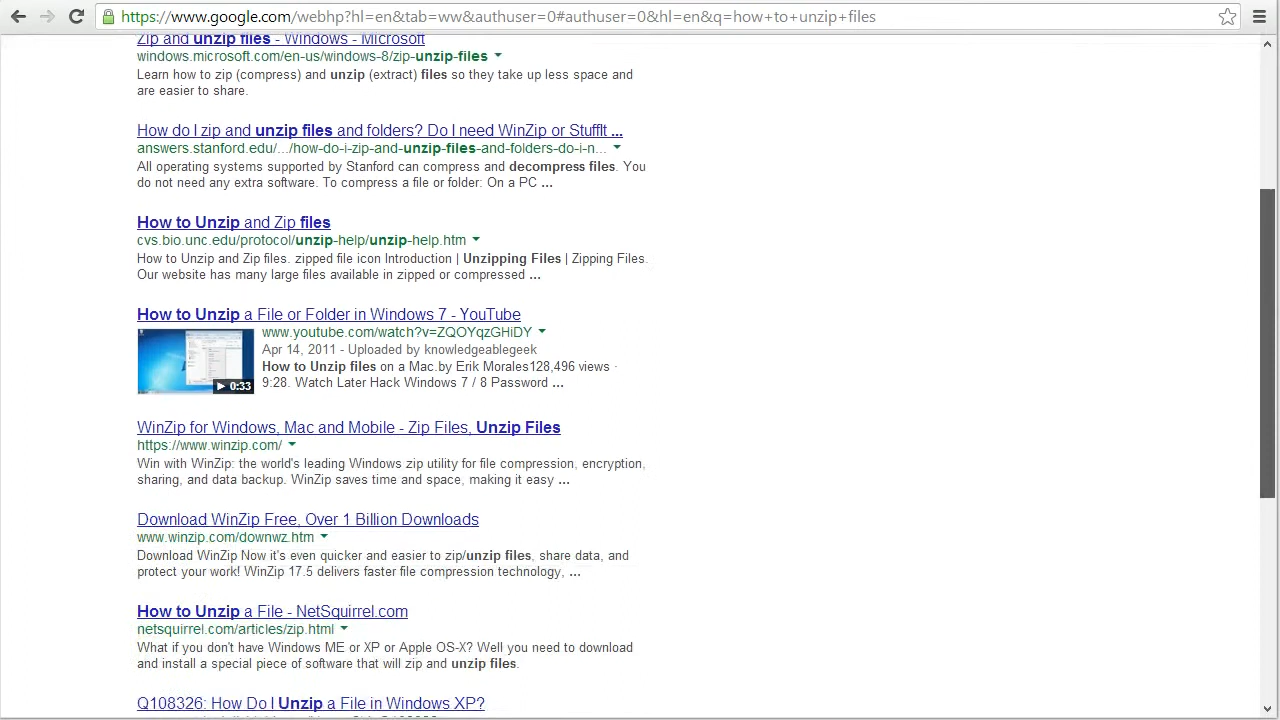 https://www.google.com/webhp?hl=en&tab=ww&authuser=0#authuser=0&hl=en&q=how+to+unzip+files
Zip and unzip files - Windows - Microsoft
windows.microsoft.com/en-us/windows-8/zip-unzip-files
Learn how to zip (compress) and unzip (extract) files so they take up less space and
are easier to share.
How do I zip and unzip files and folders? Do I need WinZip or StuffIt ...
answers.stanford.edu/.../how-do-i-zip-and-unzip-files-and-folders-do-i-n...
All operating systems supported by Stanford can compress and decompress files. You
do not need any extra software. To compress a file or folder: On a PC ...
How to Unzip and Zip files
cvs.bio.unc.edu/protocol/unzip-help/unzip-help.htm
How to Unzip and Zip files. zipped file icon Introduction | Unzipping Files | Zipping Files.
Our website has many large files available in zipped or compressed ...
How to Unzip a File or Folder in Windows 7 - YouTube
www.youtube.com/watch?v=ZQOYqzGHiDY
Apr 14, 2011 - Uploaded by knowledgeablegeek
How to Unzip files on a Mac.by Erik Morales128,496 views ·
9:28. Watch Later Hack Windows 7 / 8 Password ...
0:33
WinZip for Windows, Mac and Mobile - Zip Files, Unzip Files
https://www.winzip.com/
Win with WinZip: the world's leading Windows zip utility for file compression, encryption,
sharing, and data backup. WinZip saves time and space, making it easy ...
Download WinZip Free, Over 1 Billion Downloads
www.winzip.com/downwz.htm
Download WinZip Now it's even quicker and easier to zip/unzip files, share data, and
protect your work! WinZip 17.5 delivers faster file compression technology, ...
How to Unzip a File - NetSquirrel.com
netsquirrel.com/articles/zip.html
What if you don't have Windows ME or XP or Apple OS-X? Well you need to download
and install a special piece of software that will zip and unzip files.
Q108326: How Do I Unzip a File in Windows XP?